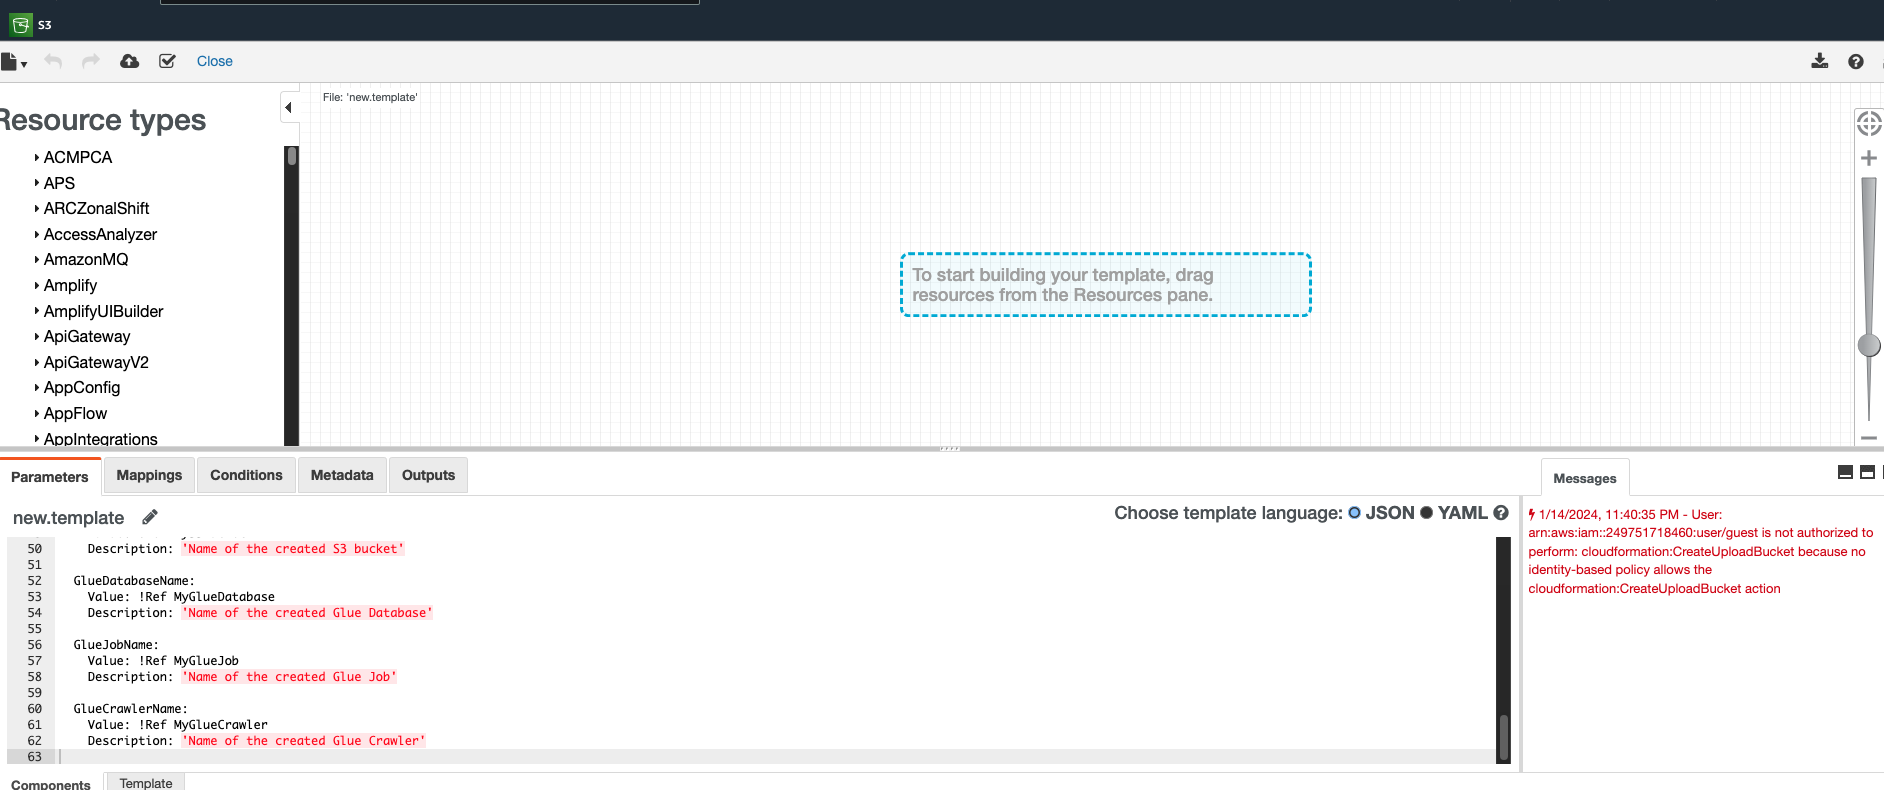 S3
Close
File: 'new.template'
Resource types
ACMPCA
APS
ARCZonalShift
AccessAnalyzer
AmazonMQ
Amplify
AmplifyUIBuilder
ApiGateway
ApiGatewayV2
AppConfig
AppFlow
AppIntegrations
To start building your template, drag
resources from the Resources pane.
Parameters
Mappings
Conditions
Metadata
Outputs
Messages
new.template
Choose template language: JSON YAML
50 Description: 'Name of the created S3 bucket'
51
52 GlueDatabaseName:
53 Value: !Ref MyGlueDatabase
54 Description: 'Name of the created Glue Database'
55
56 GlueJobName:
57 Value: !Ref MyGlueJob
58 Description: 'Name of the created Glue Job'
59
60 GlueCrawlerName:
61 Value: !Ref MyGlueCrawler
62 Description: 'Name of the created Glue Crawler'
63
1/14/2024, 11:40:35 PM - User:
arn:aws:iam::249751718460:user/guest is not authorized to
perform: cloudformation:CreateUploadBucket because no
identity-based policy allows the
cloudformation:CreateUploadBucket action
Components
Template